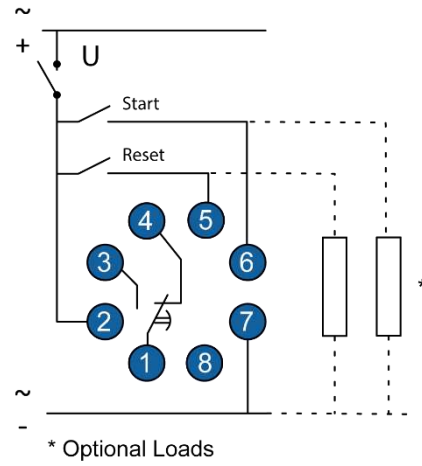 ~
+ U
Start
Reset
4 5
3 6
2 7
1 8
*
~
-
* Optional Loads